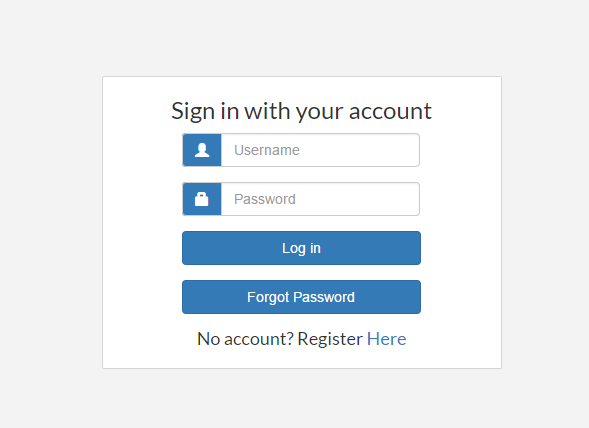 Sign in with your account
Username
Password
Log in
Forgot Password
No account? Register Here